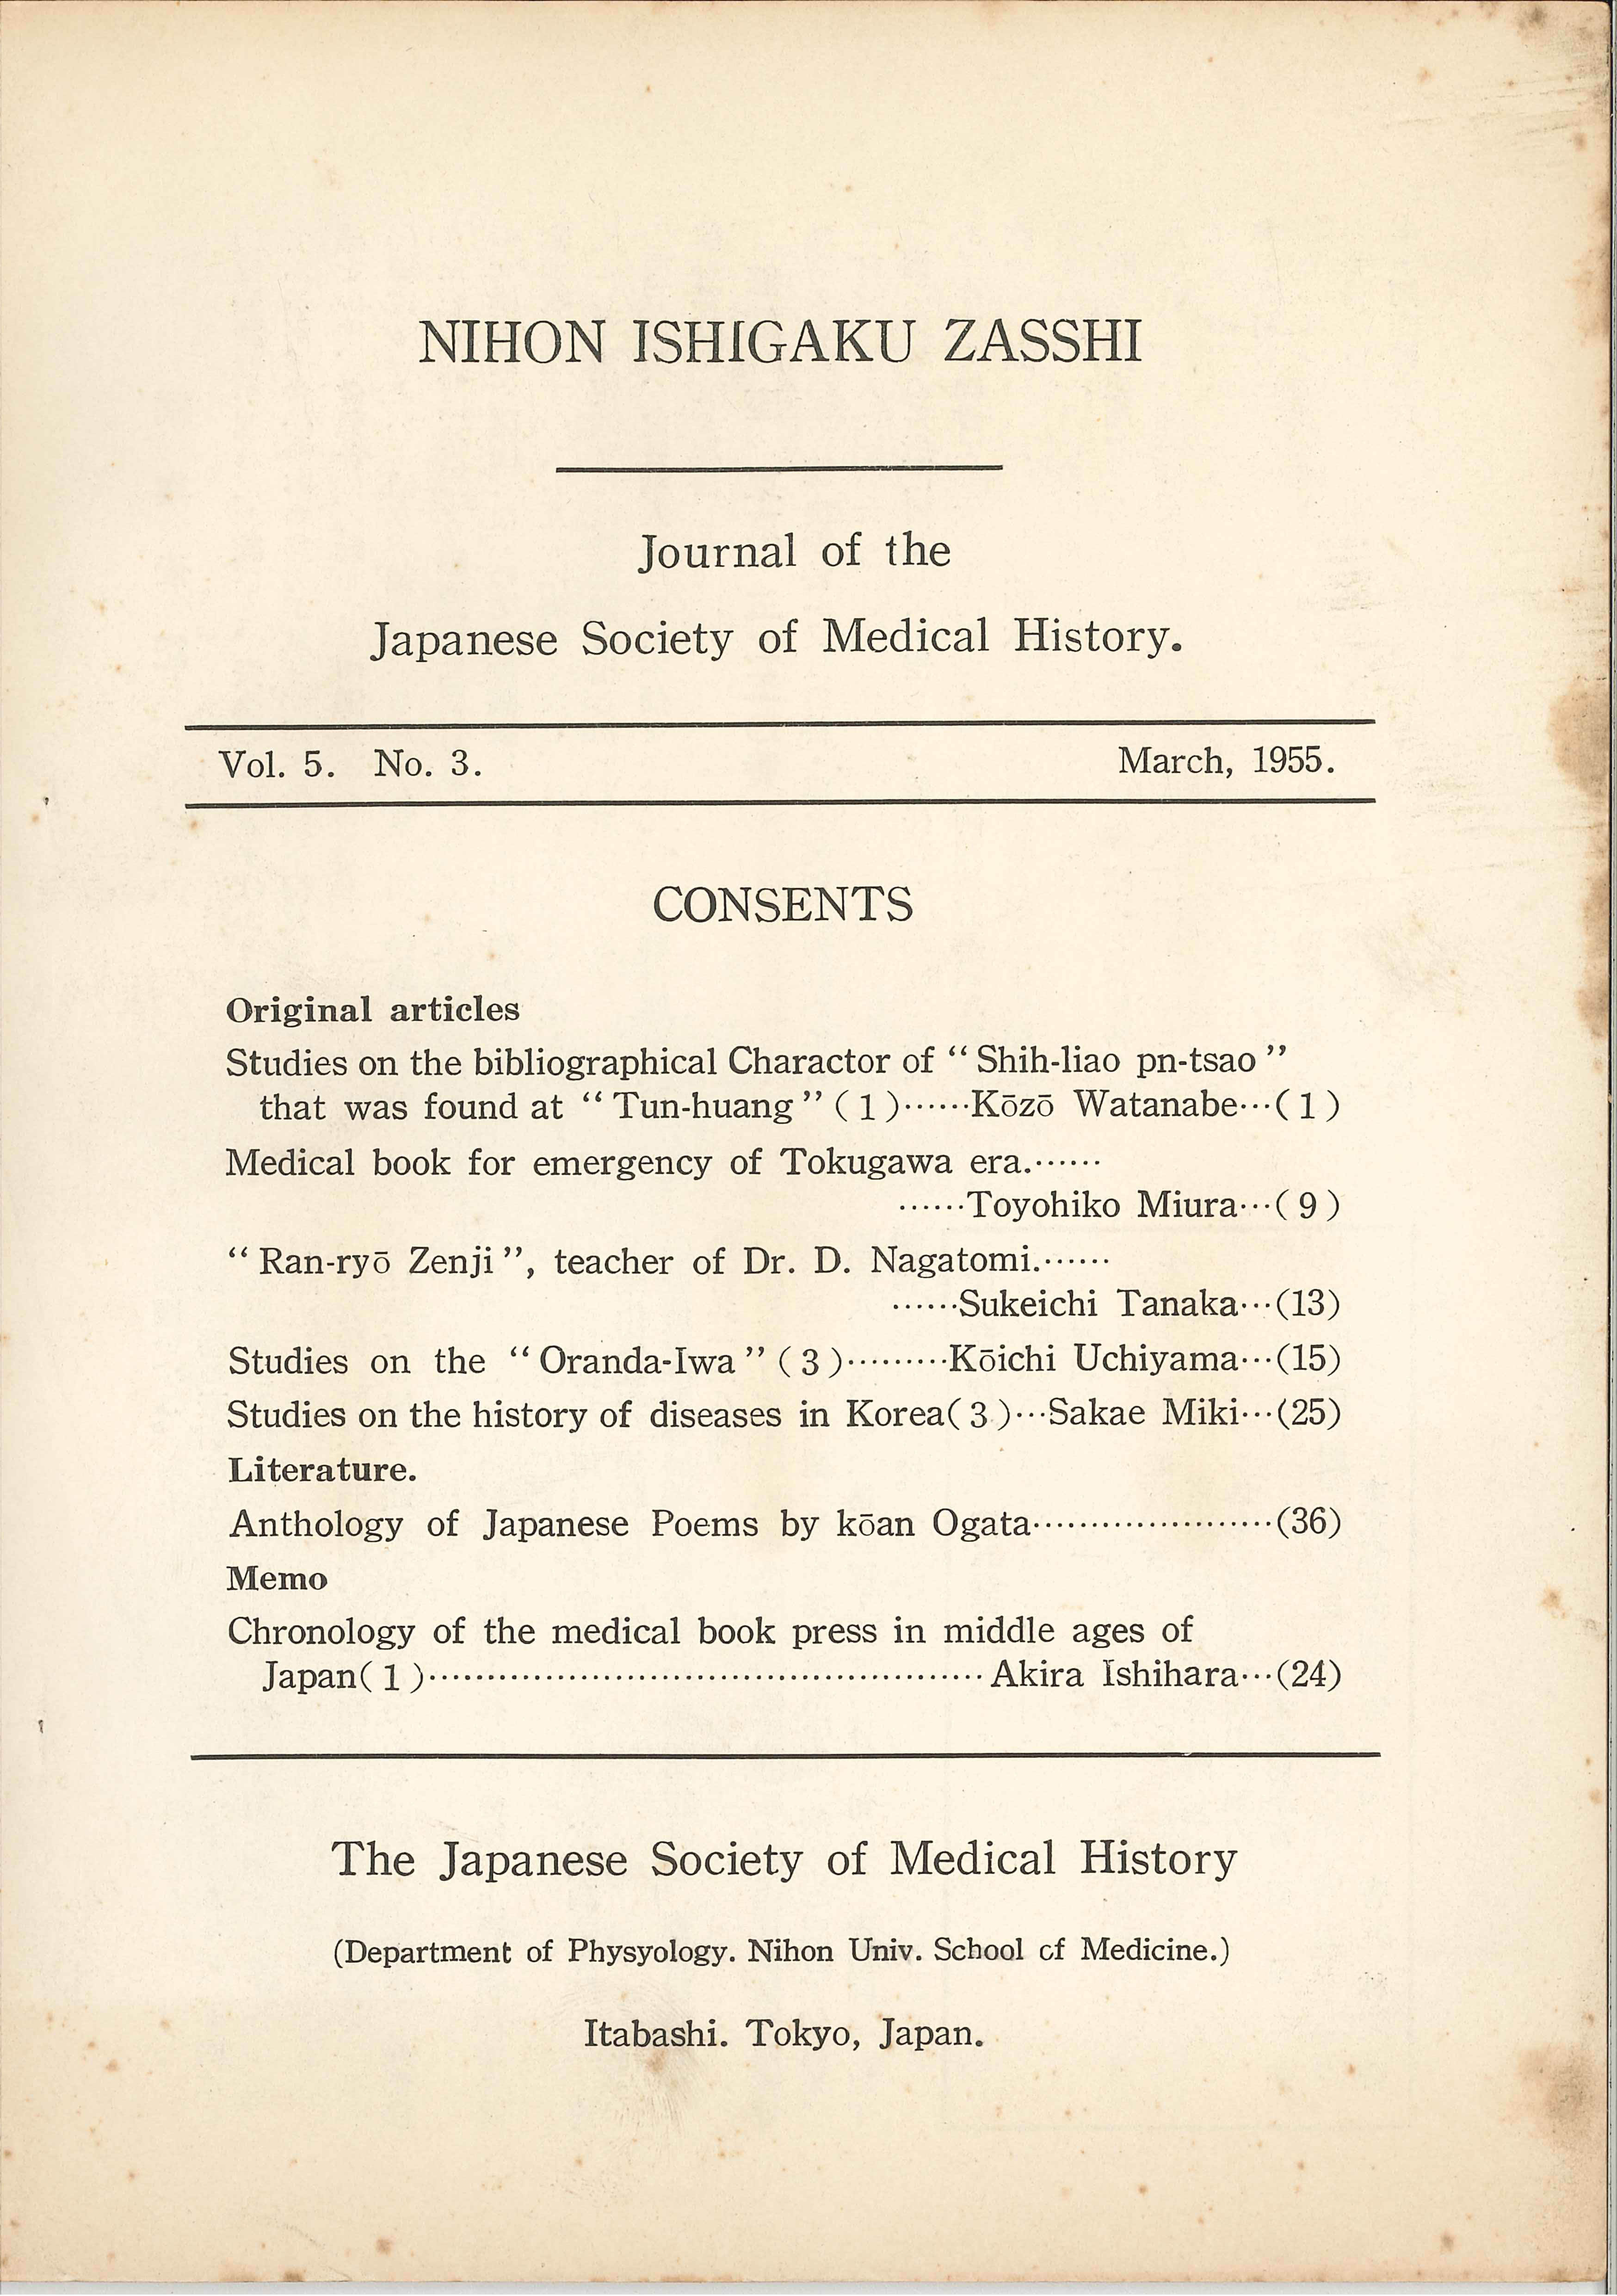 NIHON ISHIGAKU ZASSHI
Journal of the
Japanese Society of Medical History.
Vol. 5. No. 3. March, 1955.
CONSENTS
Original articles
Studies on the bibliographical Charactor of “Shih-liao pn-tsao”
that was found at “Tun-huang” (1)······Kōzō Watanabe···(1)
Medical book for emergency of Tokugawa era.······
······Toyohiko Miura···(9)
“Ran-ryō Zenji”, teacher of Dr. D. Nagatomi.······
······Sukeichi Tanaka···(13)
Studies on the “Oranda-Iwa” (3)·········Kōichi Uchiyama···(15)
Studies on the history of diseases in Korea(3)···Sakae Miki···(25)
Literature.
Anthology of Japanese Poems by kōan Ogata·····················(36)
Memo
Chronology of the medical book press in middle ages of
Japan(1)················································Akira Ishihara···(24)
The Japanese Society of Medical History
(Department of Physyology. Nihon Univ. School cf Medicine.)
Itabashi. Tokyo, Japan.